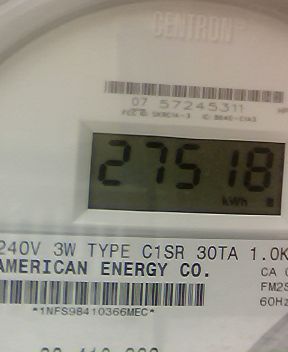 CENTRON
07 57245311
27518
kWh
240V 3W TYPE C1SR 30TA 1.0K
AMERICAN ENERGY CO.
CA
FM2S
60Hz
*1NFS98410366MEC*